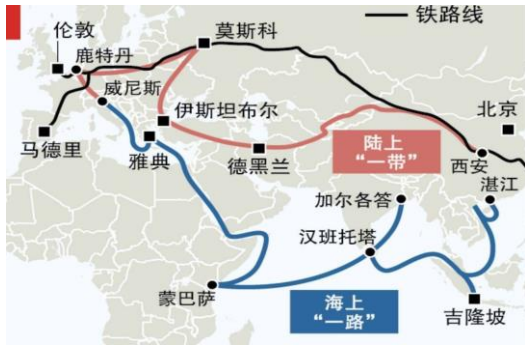 铁路线
莫斯科
伦敦
鹿特丹
威尼斯
伊斯坦布尔
北京
马德里
雅典
德黑兰
陆上
“一带”
西安
湛江
加尔各答
汉班托塔
蒙巴萨
海上
“一路”
吉隆坡